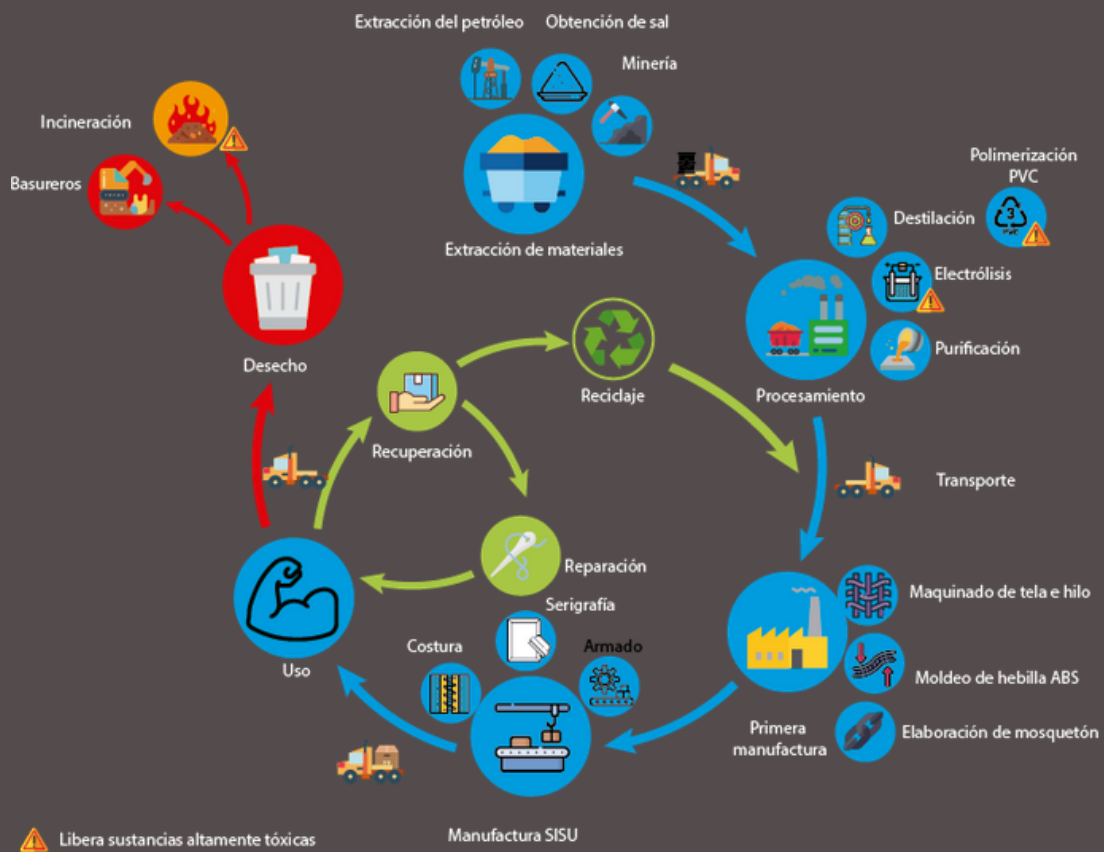 Extracción del petróleo
Obtención de sal
Minería
Incineración
Basureros
Polimerización
PVC
Destilación
3
PVC
Extracción de materiales
Electrólisis
Purificación
Desecho
Reciclaje
Procesamiento
Recuperación
Transporte
Reparación
Serigrafía
Maquinado de tela e hilo
Costura
Armado
Uso
Moldeo de hebilla ABS
Primera
manufactura
Elaboración de mosquetón
Manufactura SISU
Libera sustancias altamente tóxicas